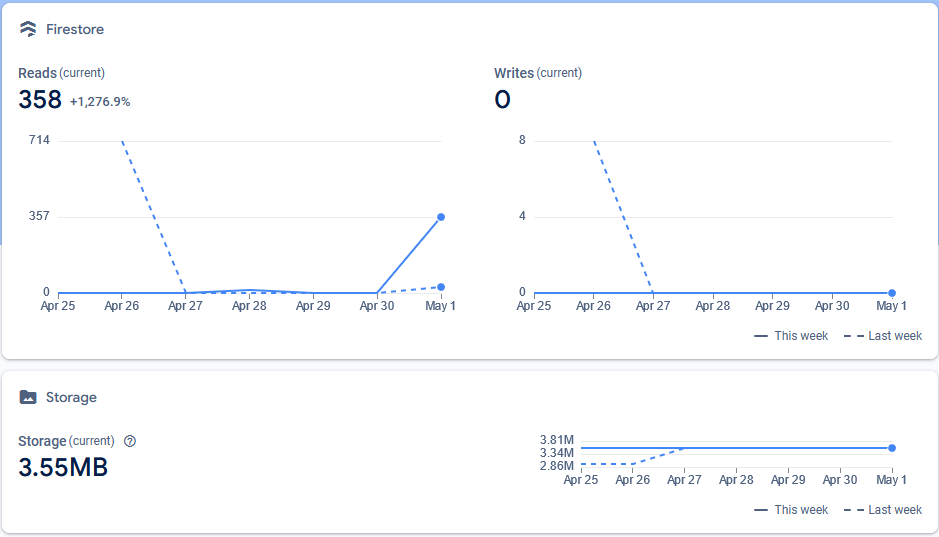 Firestore
Reads (current)
358 +1,276.9%
714
357
0
Apr 25 Apr 26 Apr 27 Apr 28 Apr 29 Apr 30 May 1
Writes (current)
0
8
4
0
Apr 25 Apr 26 Apr 27 Apr 28 Apr 29 Apr 30 May 1
This week Last week
Storage
Storage (current)
3.55MB
3.81M
3.34M
2.86M
Apr 25 Apr 26 Apr 27 Apr 28 Apr 29 Apr 30 May 1
This week Last week